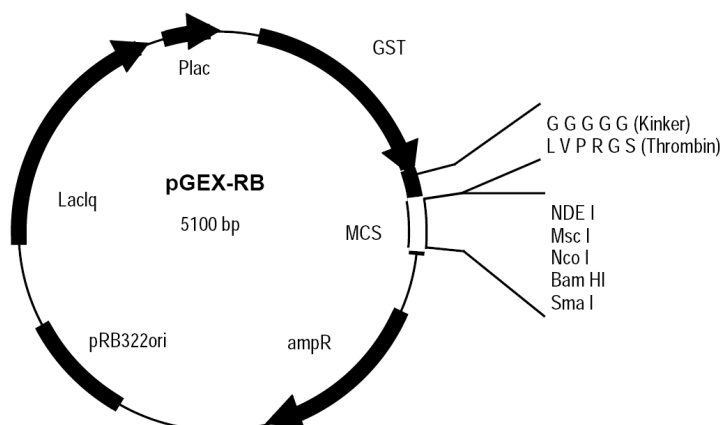 GST
Plac
G G G G G (Kinker)
L V P R G S (Thrombin)
pGEX-RB
LacIq
5100 bp
MCS
NDE I
Msc I
Nco I
Bam HI
Sma I
pRB322ori
ampR